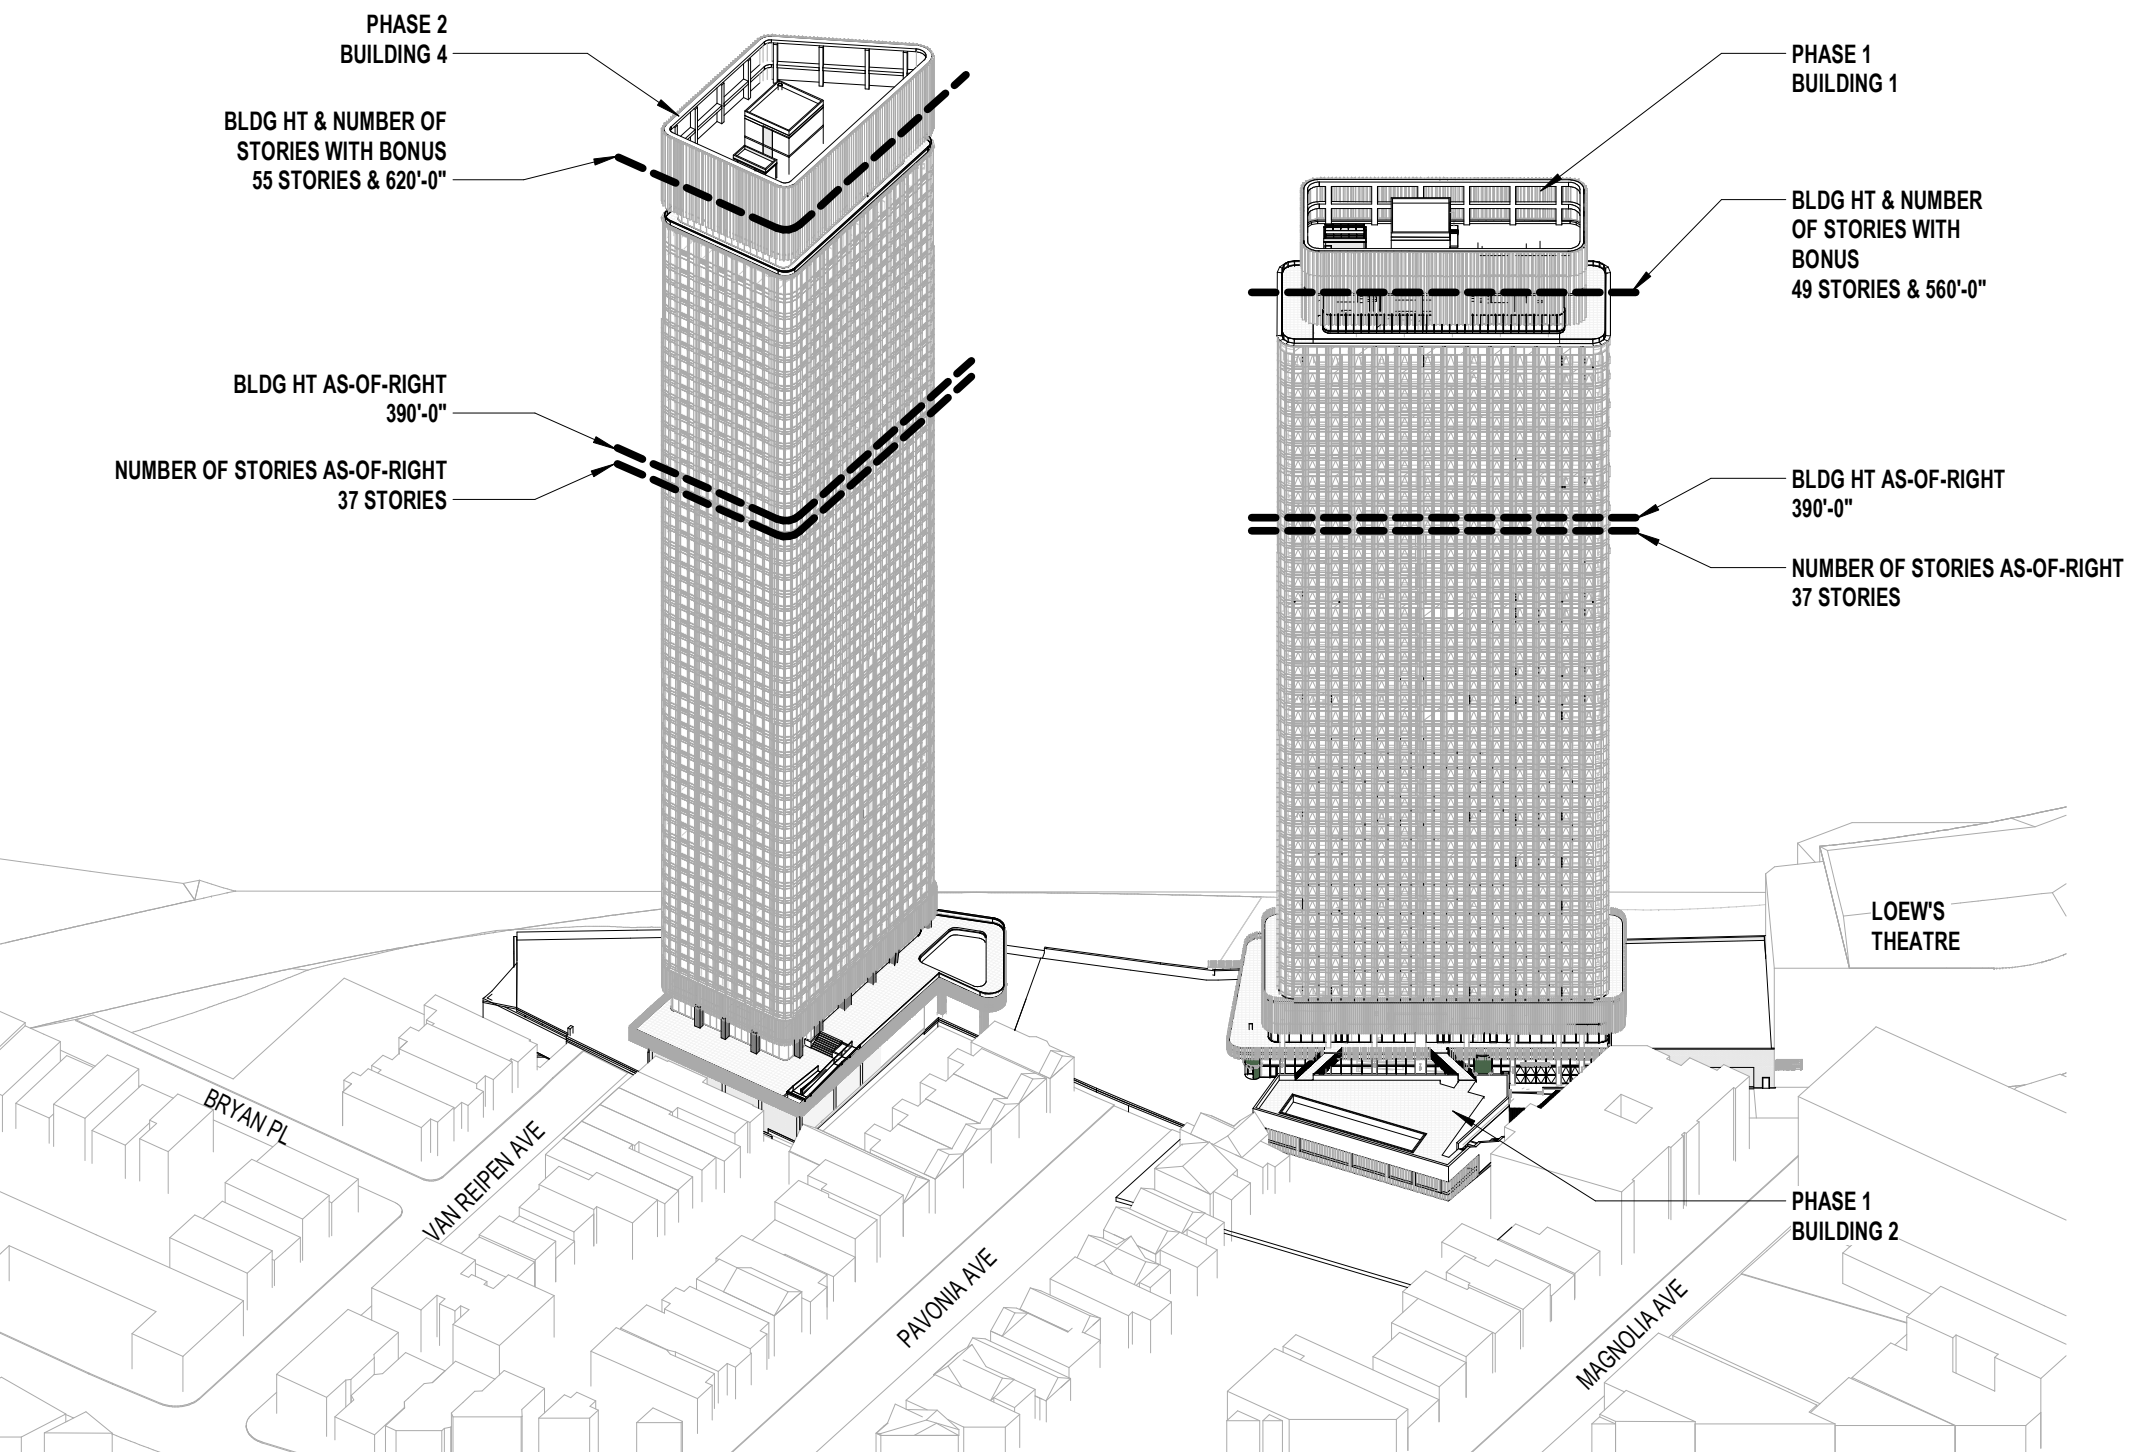 PHASE 2
BUILDING 4
BLDG HT & NUMBER OF
STORIES WITH BONUS
55 STORIES & 620'-0"
BLDG HT AS-OF-RIGHT
390'-0"
NUMBER OF STORIES AS-OF-RIGHT
37 STORIES
PHASE 1
BUILDING 1
BLDG HT & NUMBER
OF STORIES WITH
BONUS
49 STORIES & 560'-0"
BLDG HT AS-OF-RIGHT
390'-0"
NUMBER OF STORIES AS-OF-RIGHT
37 STORIES
LOEW'S
THEATRE
BRYAN PL
VAN REIPEN AVE
PAVONIA AVE
MAGNOLIA AVE
PHASE 1
BUILDING 2